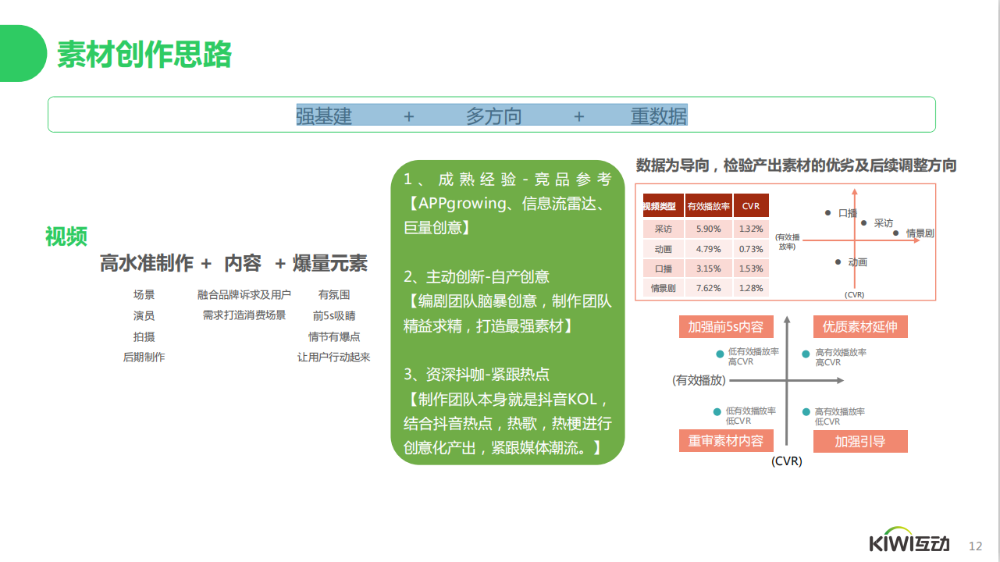 素材创作思路
强基建 + 多方向 + 重数据
视频
高水准制作 + 内容 + 爆量元素
场景
演员
拍摄
后期制作
融合品牌诉求及用户
需求打造消费场景
有氛围
前5s吸睛
情节有爆点
让用户行动起来
1、成熟经验-竞品参考
【APPgrowing、信息流雷达、
巨量创意】
2、主动创新-自产创意
【编剧团队脑暴创意，制作团队
精益求精，打造最强素材】
3、资深抖咖-紧跟热点
【制作团队本身就是抖音KOL，
结合抖音热点，热歌，热梗进行
创意化产出，紧跟媒体潮流。】
数据为导向，检验产出素材的优劣及后续调整方向
视频类型 有效播放率 CVR
采访 5.90% 1.32%
动画 4.79% 0.73%
口播 3.15% 1.53%
情景剧 7.62% 1.28%
口播
采访
情景剧
(有效播
放率)
动画
(CVR)
加强前5s内容
优质素材延伸
低有效播放率
高CVR
高有效播放率
高CVR
(有效播放)
低有效播放率
低CVR
高有效播放率
低CVR
重审素材内容
加强引导
(CVR)
KIWI互动
12